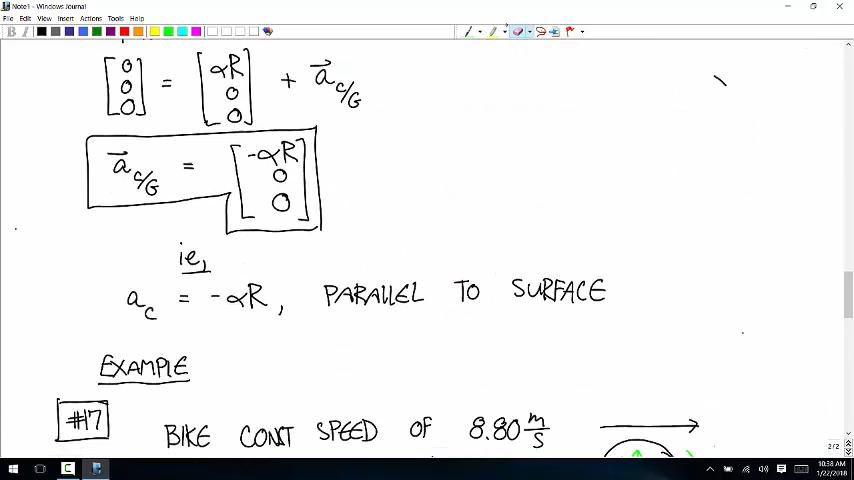 Note1 - Windows Journal
File Edit View Insert Actions Tools Help
[0 0 0] = [αR 0 0] + a⃗ C/G
a⃗ C/G = [-αR 0 0]
ie,
a_c = -αR, PARALLEL TO SURFACE
EXAMPLE
#17 BIKE CONST SPEED OF 8.80 m/s
2/2
10:38 AM
1/22/2018